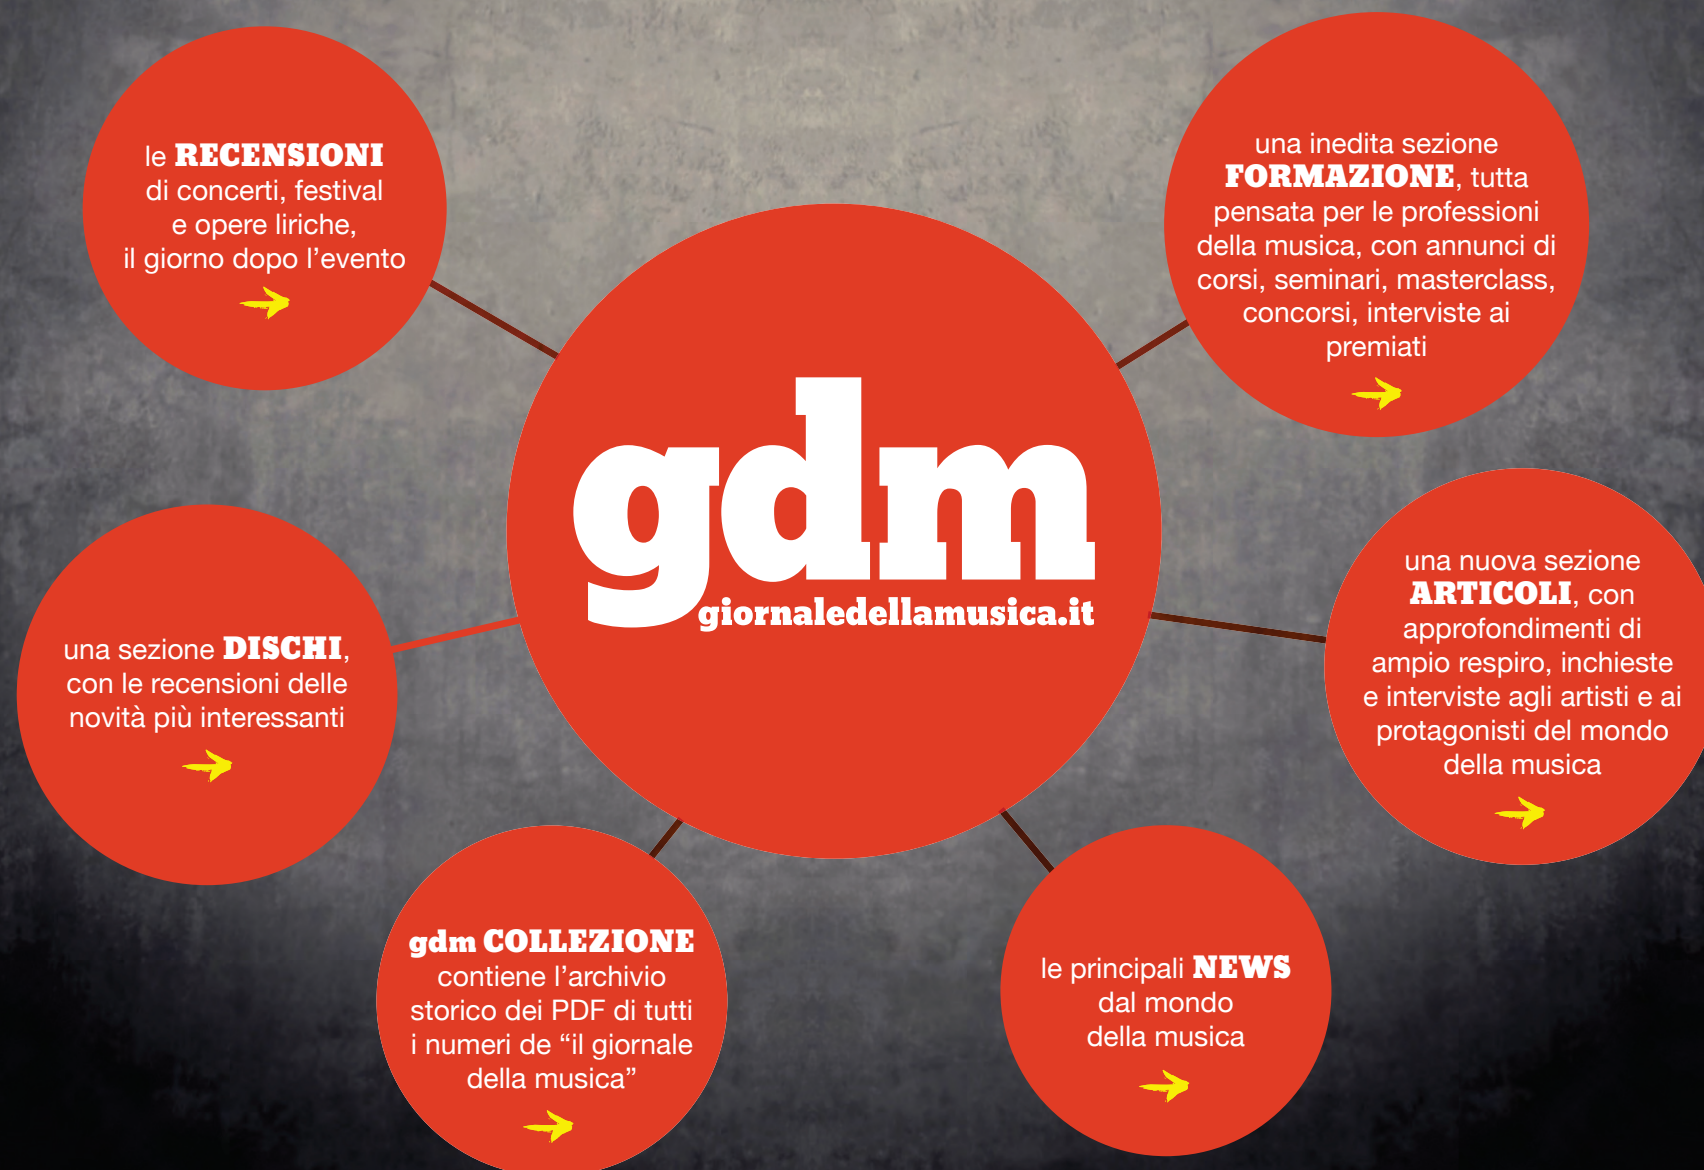 le RECENSIONI
di concerti, festival
e opere liriche,
il giorno dopo l’evento
una inedita sezione
FORMAZIONE, tutta
pensata per le professioni
della musica, con annunci di
corsi, seminari, masterclass,
concorsi, interviste ai
premiati
gdm
giornaledellamusica.it
una sezione DISCHI,
con le recensioni delle
novità più interessanti
una nuova sezione
ARTICOLI, con
approfondimenti di
ampio respiro, inchieste
e interviste agli artisti e ai
protagonisti del mondo
della musica
gdm COLLEZIONE
contiene l’archivio
storico dei PDF di tutti
i numeri de “il giornale
della musica”
le principali NEWS
dal mondo
della musica